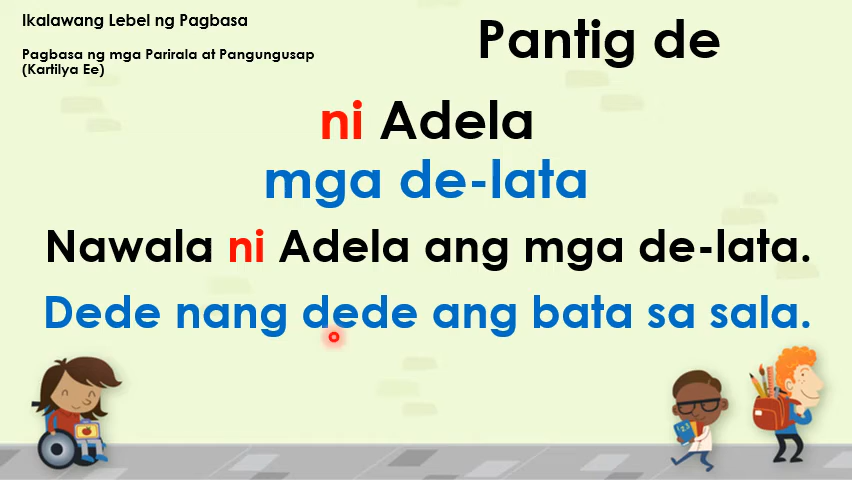 Ikalawang Lebel ng Pagbasa
Pagbasa ng mga Parirala at Pangungusap
(Kartilya Ee)
Pantig de
ni Adela
mga de-lata
Nawala ni Adela ang mga de-lata.
Dede nang dede ang bata sa sala.